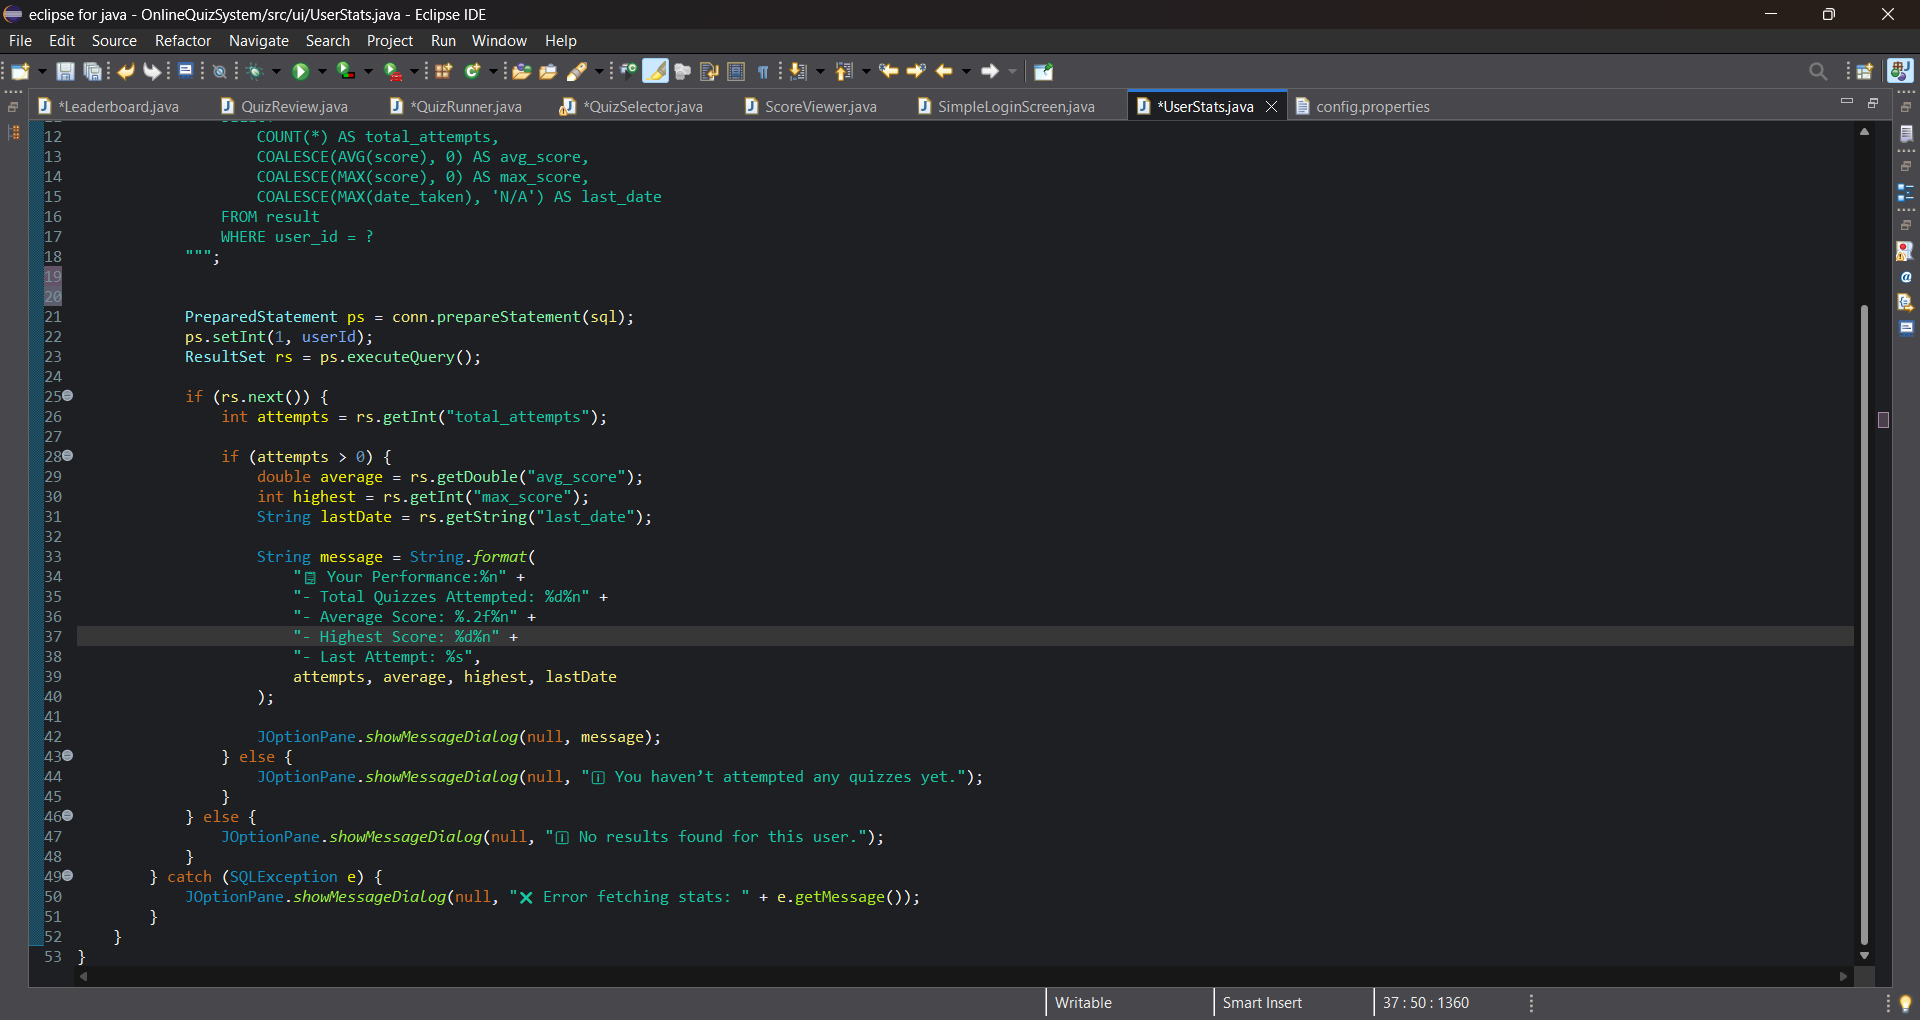 eclipse for java - OnlineQuizSystem/src/ui/UserStats.java - Eclipse IDE
File Edit Source Refactor Navigate Search Project Run Window Help
*Leaderboard.java QuizReview.java *QuizRunner.java *QuizSelector.java ScoreViewer.java SimpleLoginScreen.java *UserStats.java config.properties
12 COUNT(*) AS total_attempts,
13 COALESCE(AVG(score), 0) AS avg_score,
14 COALESCE(MAX(score), 0) AS max_score,
15 COALESCE(MAX(date_taken), 'N/A') AS last_date
16 FROM result
17 WHERE user_id = ?
18 """;
19
20
21 PreparedStatement ps = conn.prepareStatement(sql);
22 ps.setInt(1, userId);
23 ResultSet rs = ps.executeQuery();
24
25 if (rs.next()) {
26 int attempts = rs.getInt("total_attempts");
27
28 if (attempts > 0) {
29 double average = rs.getDouble("avg_score");
30 int highest = rs.getInt("max_score");
31 String lastDate = rs.getString("last_date");
32
33 String message = String.format(
34 "🗒 Your Performance:%n" +
35 "- Total Quizzes Attempted: %d%n" +
36 "- Average Score: %.2f%n" +
37 "- Highest Score: %d%n" +
38 "- Last Attempt: %s",
39 attempts, average, highest, lastDate
40 );
41
42 JOptionPane.showMessageDialog(null, message);
43 } else {
44 JOptionPane.showMessageDialog(null, "ℹ You haven’t attempted any quizzes yet.");
45 }
46 } else {
47 JOptionPane.showMessageDialog(null, "ℹ No results found for this user.");
48 }
49 } catch (SQLException e) {
50 JOptionPane.showMessageDialog(null, "❌ Error fetching stats: " + e.getMessage());
51 }
52 }
53 }
Writable Smart Insert 37 : 50 : 1360